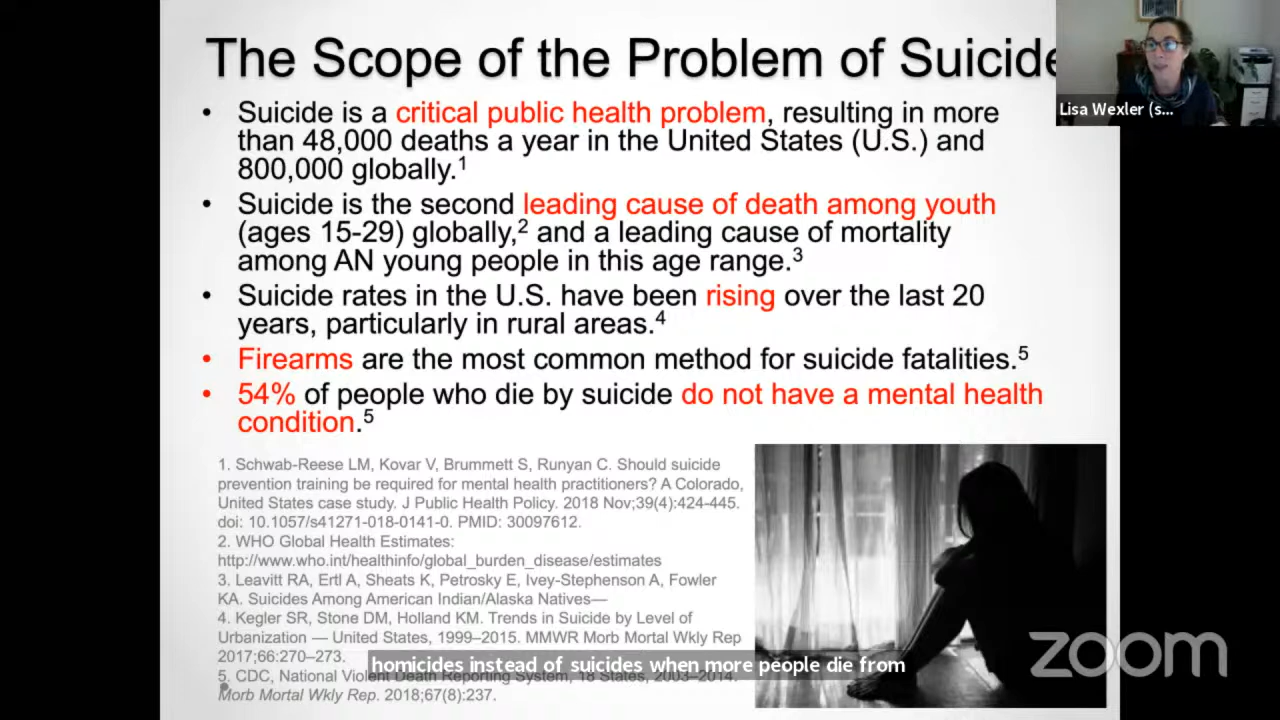 The Scope of the Problem of Suicide
Lisa Wexler (s...
• Suicide is a critical public health problem, resulting in more
than 48,000 deaths a year in the United States (U.S.) and
800,000 globally.1
• Suicide is the second leading cause of death among youth
(ages 15-29) globally,2 and a leading cause of mortality
among AN young people in this age range.3
• Suicide rates in the U.S. have been rising over the last 20
years, particularly in rural areas.4
• Firearms are the most common method for suicide fatalities.5
• 54% of people who die by suicide do not have a mental health
condition.5
1. Schwab-Reese LM, Kovar V, Brummett S, Runyan C. Should suicide
prevention training be required for mental health practitioners? A Colorado,
United States case study. J Public Health Policy. 2018 Nov;39(4):424-445.
doi: 10.1057/s41271-018-0141-0. PMID: 30097612.
2. WHO Global Health Estimates:
http://www.who.int/healthinfo/global_burden_disease/estimates
3. Leavitt RA, Ertl A, Sheats K, Petrosky E, Ivey-Stephenson A, Fowler
KA. Suicides Among American Indian/Alaska Natives—
4. Kegler SR, Stone DM, Holland KM. Trends in Suicide by Level of
Urbanization — United States, 1999–2015. MMWR Morb Mortal Wkly Rep
2017;66:270–273.
homicides instead of suicides when more people die from
5. CDC, National Violent Death Reporting System, 18 States, 2003–2014.
Morb Mortal Wkly Rep. 2018;67(8):237.
zoom